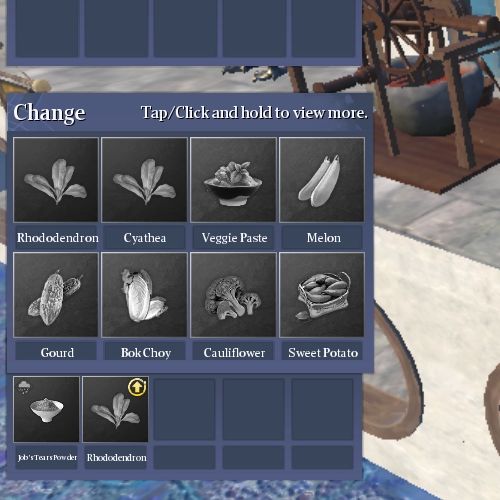 Change
Tap/Click and hold to view more.
Rhododendron
Cyathea
Veggie Paste
Melon
Gourd
Bok Choy
Cauliflower
Sweet Potato
Job's Tears Powder
Rhododendron